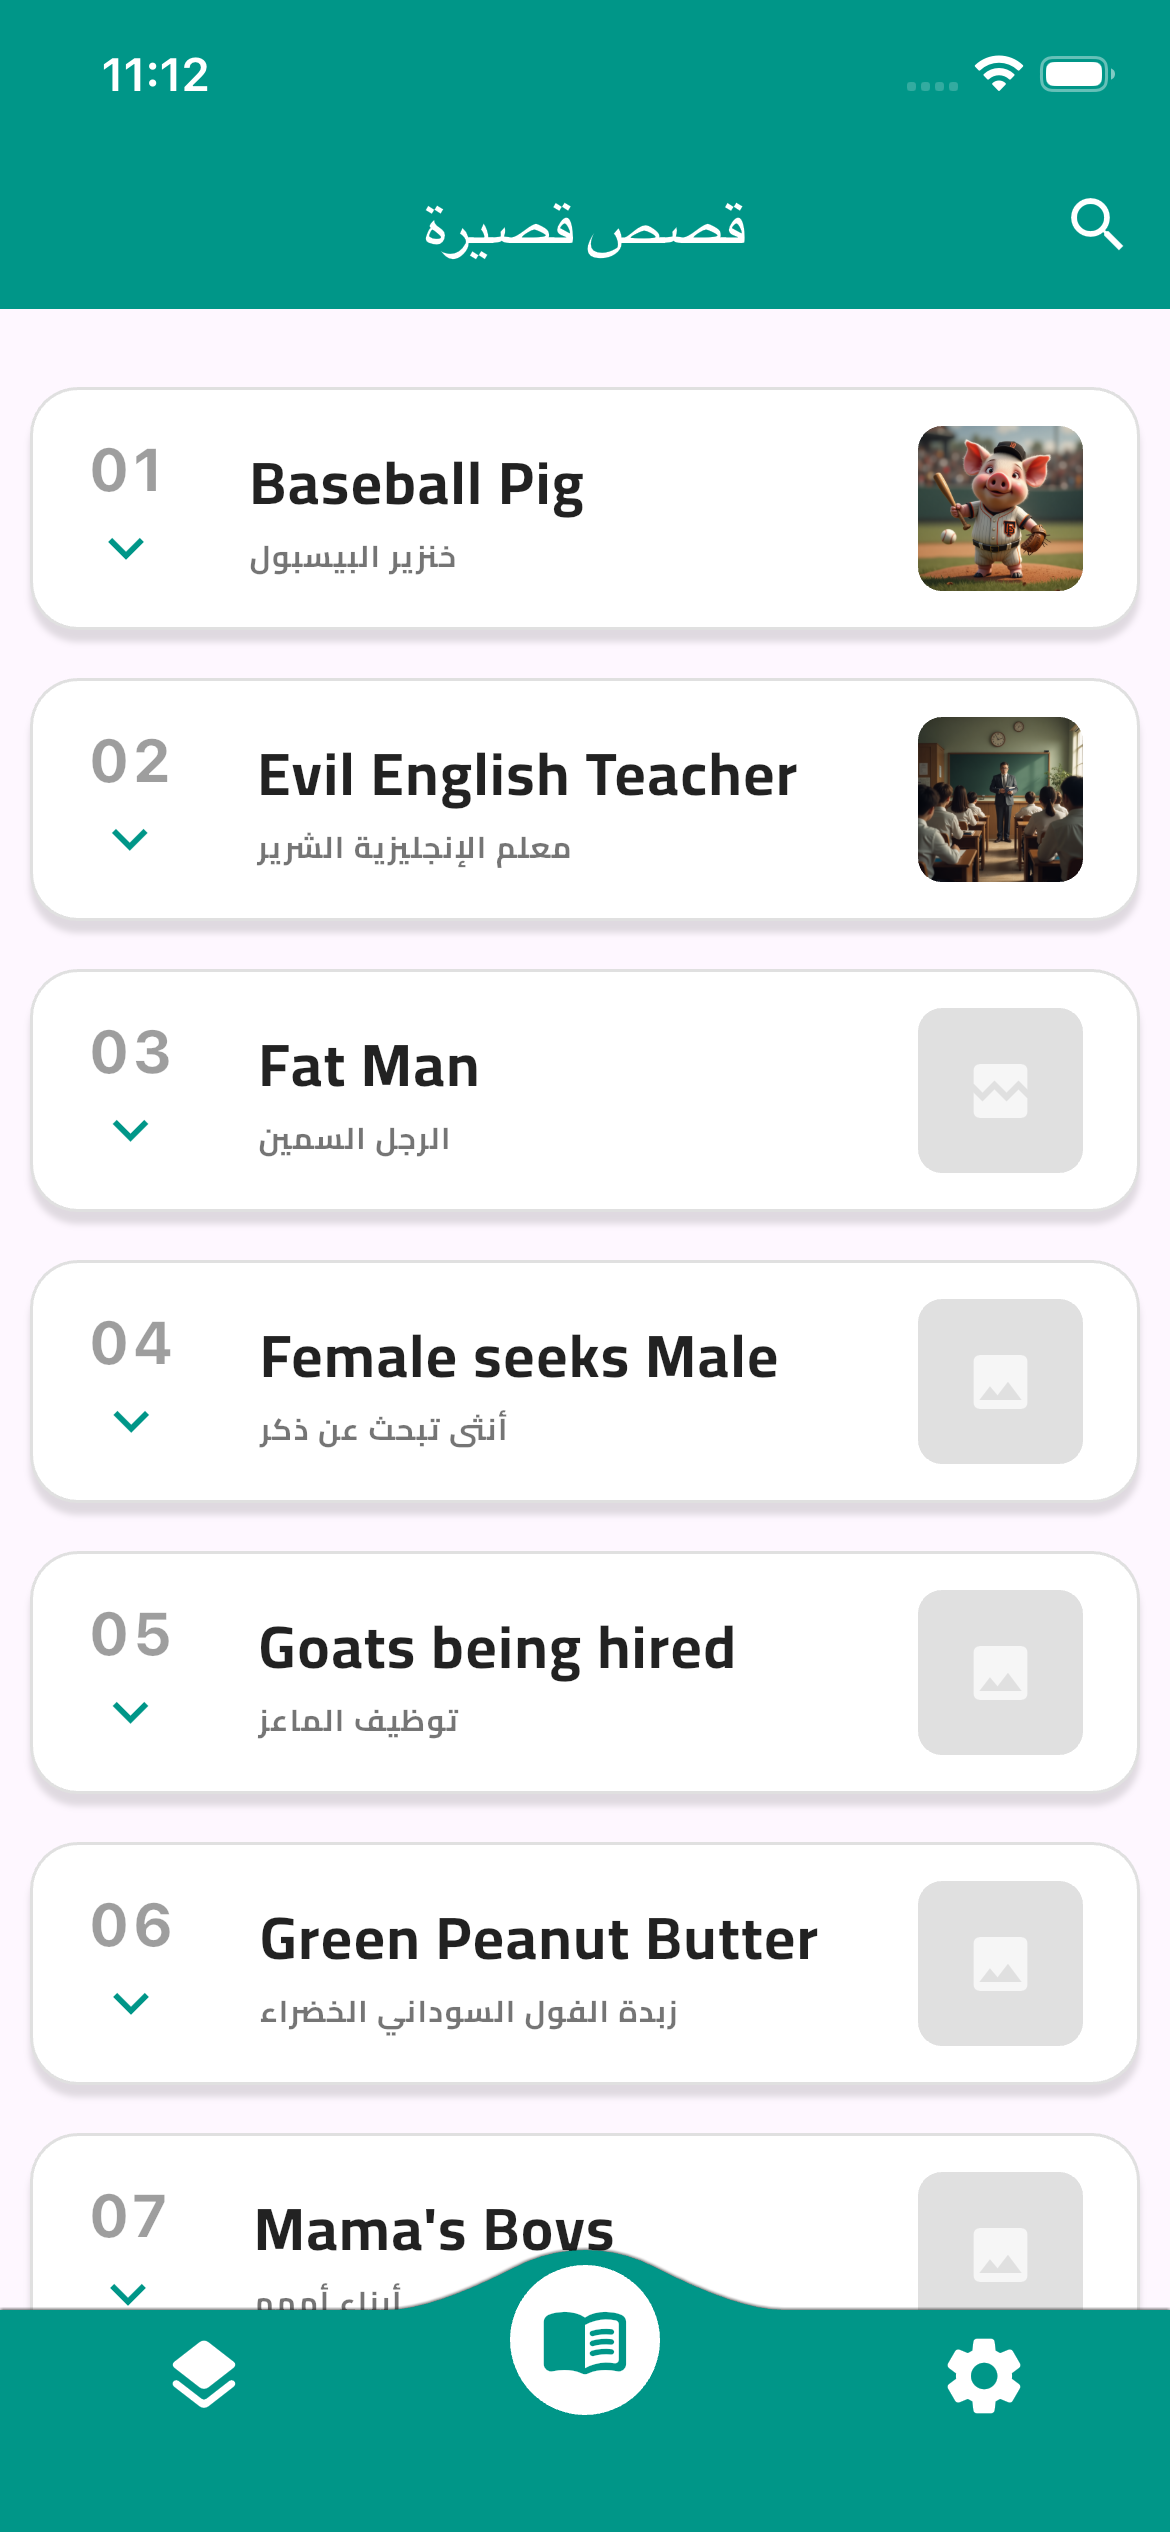 11:12
قصص قصيرة
01
Baseball Pig
خنزير البيسبول
02
Evil English Teacher
معلم الإنجليزية الشرير
03
Fat Man
الرجل السمين
04
Female seeks Male
أنثى تبحث عن ذكر
05
Goats being hired
توظيف الماعز
06
Green Peanut Butter
زبدة الفول السوداني الخضراء
07
Mama's Boys